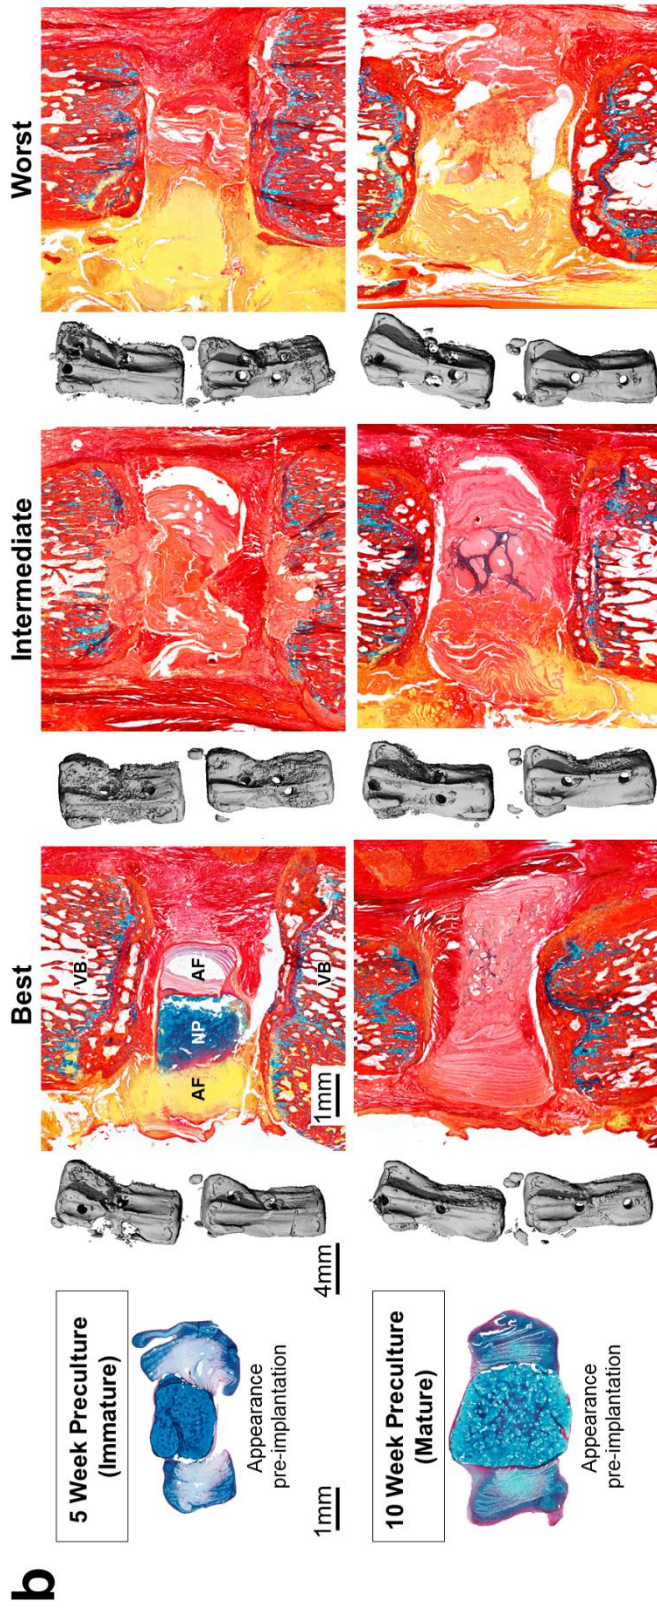 b
Best
Intermediate
Worst
5 Week Preculture
(Immature)
Appearance
pre-implantation
1mm
4mm
VB
AF
NP
AF
1mm
VB
10 Week Preculture
(Mature)
Appearance
pre-implantation
1mm